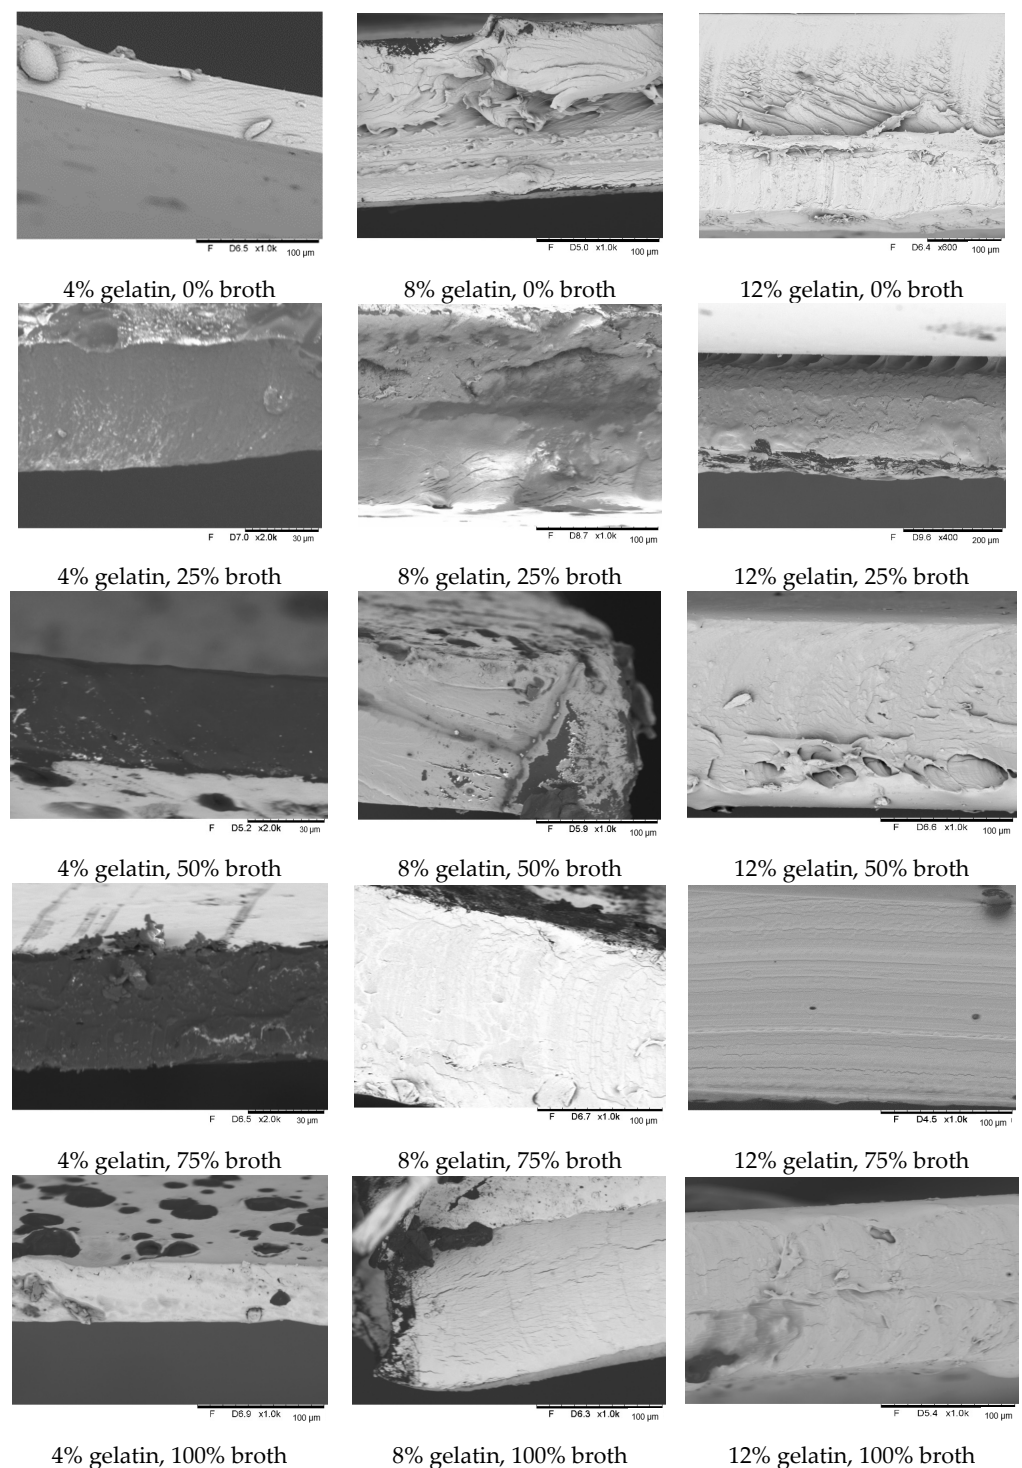 F D6.5 x1.0k 100 µm
F D5.0 x1.0k 100 µm
F D6.4 x600 100 µm
4% gelatin, 0% broth
8% gelatin, 0% broth
12% gelatin, 0% broth
F D7.0 x2.0k 30 µm
F D8.7 x1.0k 100 µm
F D9.6 x400 200 µm
4% gelatin, 25% broth
8% gelatin, 25% broth
12% gelatin, 25% broth
F D5.2 x2.0k 30 µm
F D5.9 x1.0k 100 µm
F D6.6 x1.0k 100 µm
4% gelatin, 50% broth
8% gelatin, 50% broth
12% gelatin, 50% broth
F D6.5 x2.0k 30 µm
F D6.7 x1.0k 100 µm
F D4.5 x1.0k 100 µm
4% gelatin, 75% broth
8% gelatin, 75% broth
12% gelatin, 75% broth
F D6.9 x1.0k 100 µm
F D6.3 x1.0k 100 µm
F D5.4 x1.0k 100 µm
4% gelatin, 100% broth
8% gelatin, 100% broth
12% gelatin, 100% broth